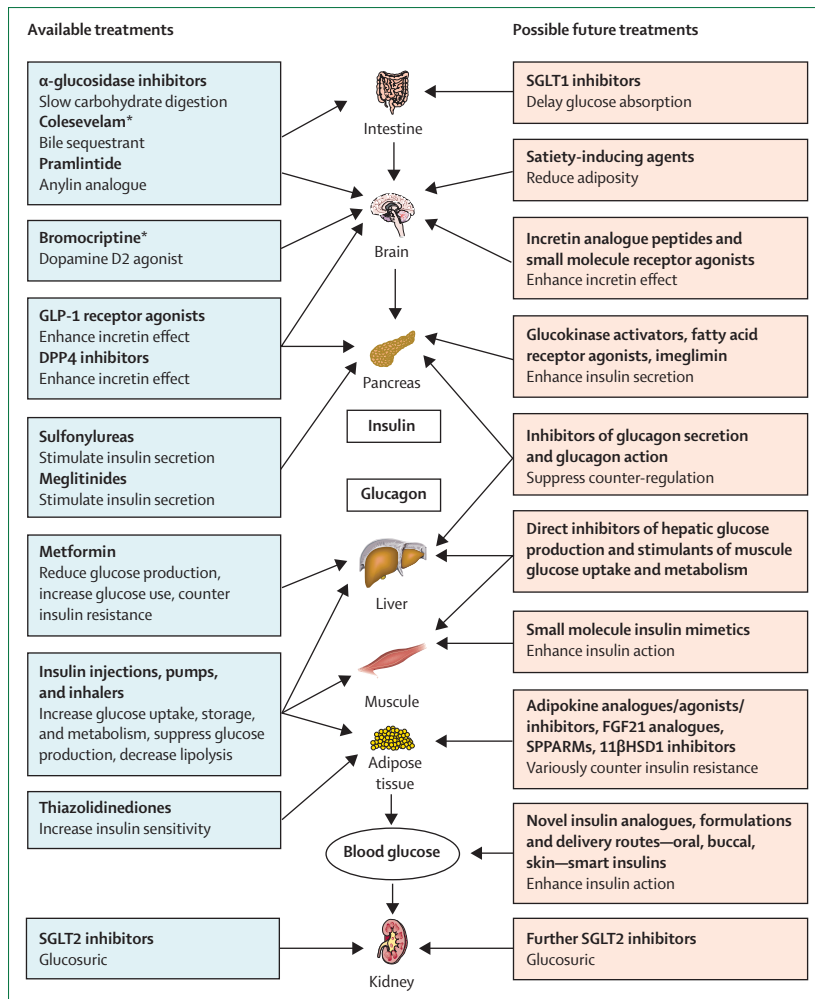 Available treatments
α-glucosidase inhibitors
Slow carbohydrate digestion
Colesevelam*
Bile sequestrant
Pramlintide
Anylin analogue
Bromocriptine*
Dopamine D2 agonist
GLP-1 receptor agonists
Enhance incretin effect
DPP4 inhibitors
Enhance incretin effect
Sulfonylureas
Stimulate insulin secretion
Meglitinides
Stimulate insulin secretion
Metformin
Reduce glucose production,
increase glucose use, counter
insulin resistance
Insulin injections, pumps,
and inhalers
Increase glucose uptake, storage,
and metabolism, suppress glucose
production, decrease lipolysis
Thiazolidinediones
Increase insulin sensitivity
SGLT2 inhibitors
Glucosuric
Intestine
Brain
Pancreas
Insulin
Glucagon
Liver
Muscle
Adipose
tissue
Blood glucose
Kidney
Possible future treatments
SGLT1 inhibitors
Delay glucose absorption
Satiety-inducing agents
Reduce adiposity
Incretin analogue peptides and
small molecule receptor agonists
Enhance incretin effect
Glucokinase activators, fatty acid
receptor agonists, imeglimin
Enhance insulin secretion
Inhibitors of glucagon secretion
and glucagon action
Suppress counter-regulation
Direct inhibitors of hepatic glucose
production and stimulants of muscle
glucose uptake and metabolism
Small molecule insulin mimetics
Enhance insulin action
Adipokine analogues/agonists/
inhibitors, FGF21 analogues,
SPPARMs, 11βHSD1 inhibitors
Variously counter insulin resistance
Novel insulin analogues, formulations
and delivery routes—oral, buccal,
skin—smart insulins
Enhance insulin action
Further SGLT2 inhibitors
Glucosuric